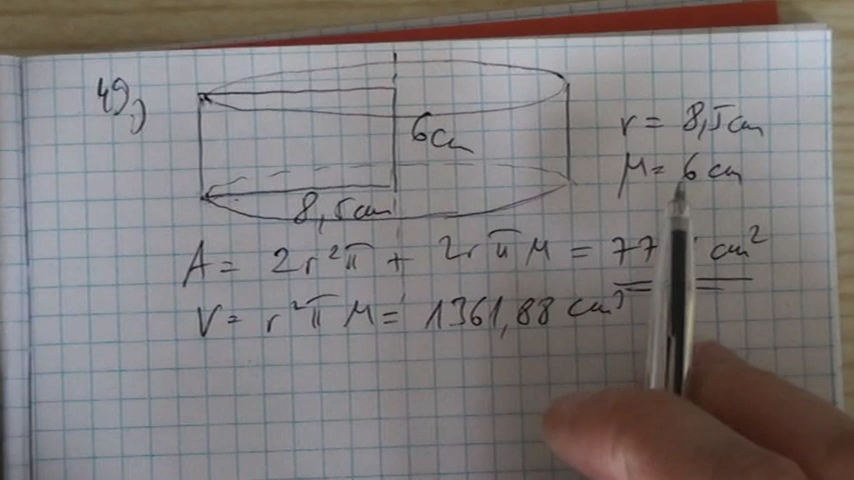 49.)
6cm
8,5cm
r = 8,5cm
M = 6 cm
A = 2r²π + 2rπM = 77 cm²
V = r²πM = 1361,88 cm³